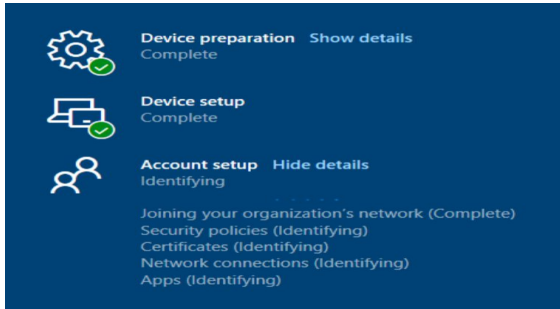 Device preparation Show details
Complete
Device setup
Complete
Account setup Hide details
Identifying
Joining your organization's network (Complete)
Security policies (Identifying)
Certificates (Identifying)
Network connections (Identifying)
Apps (Identifying)